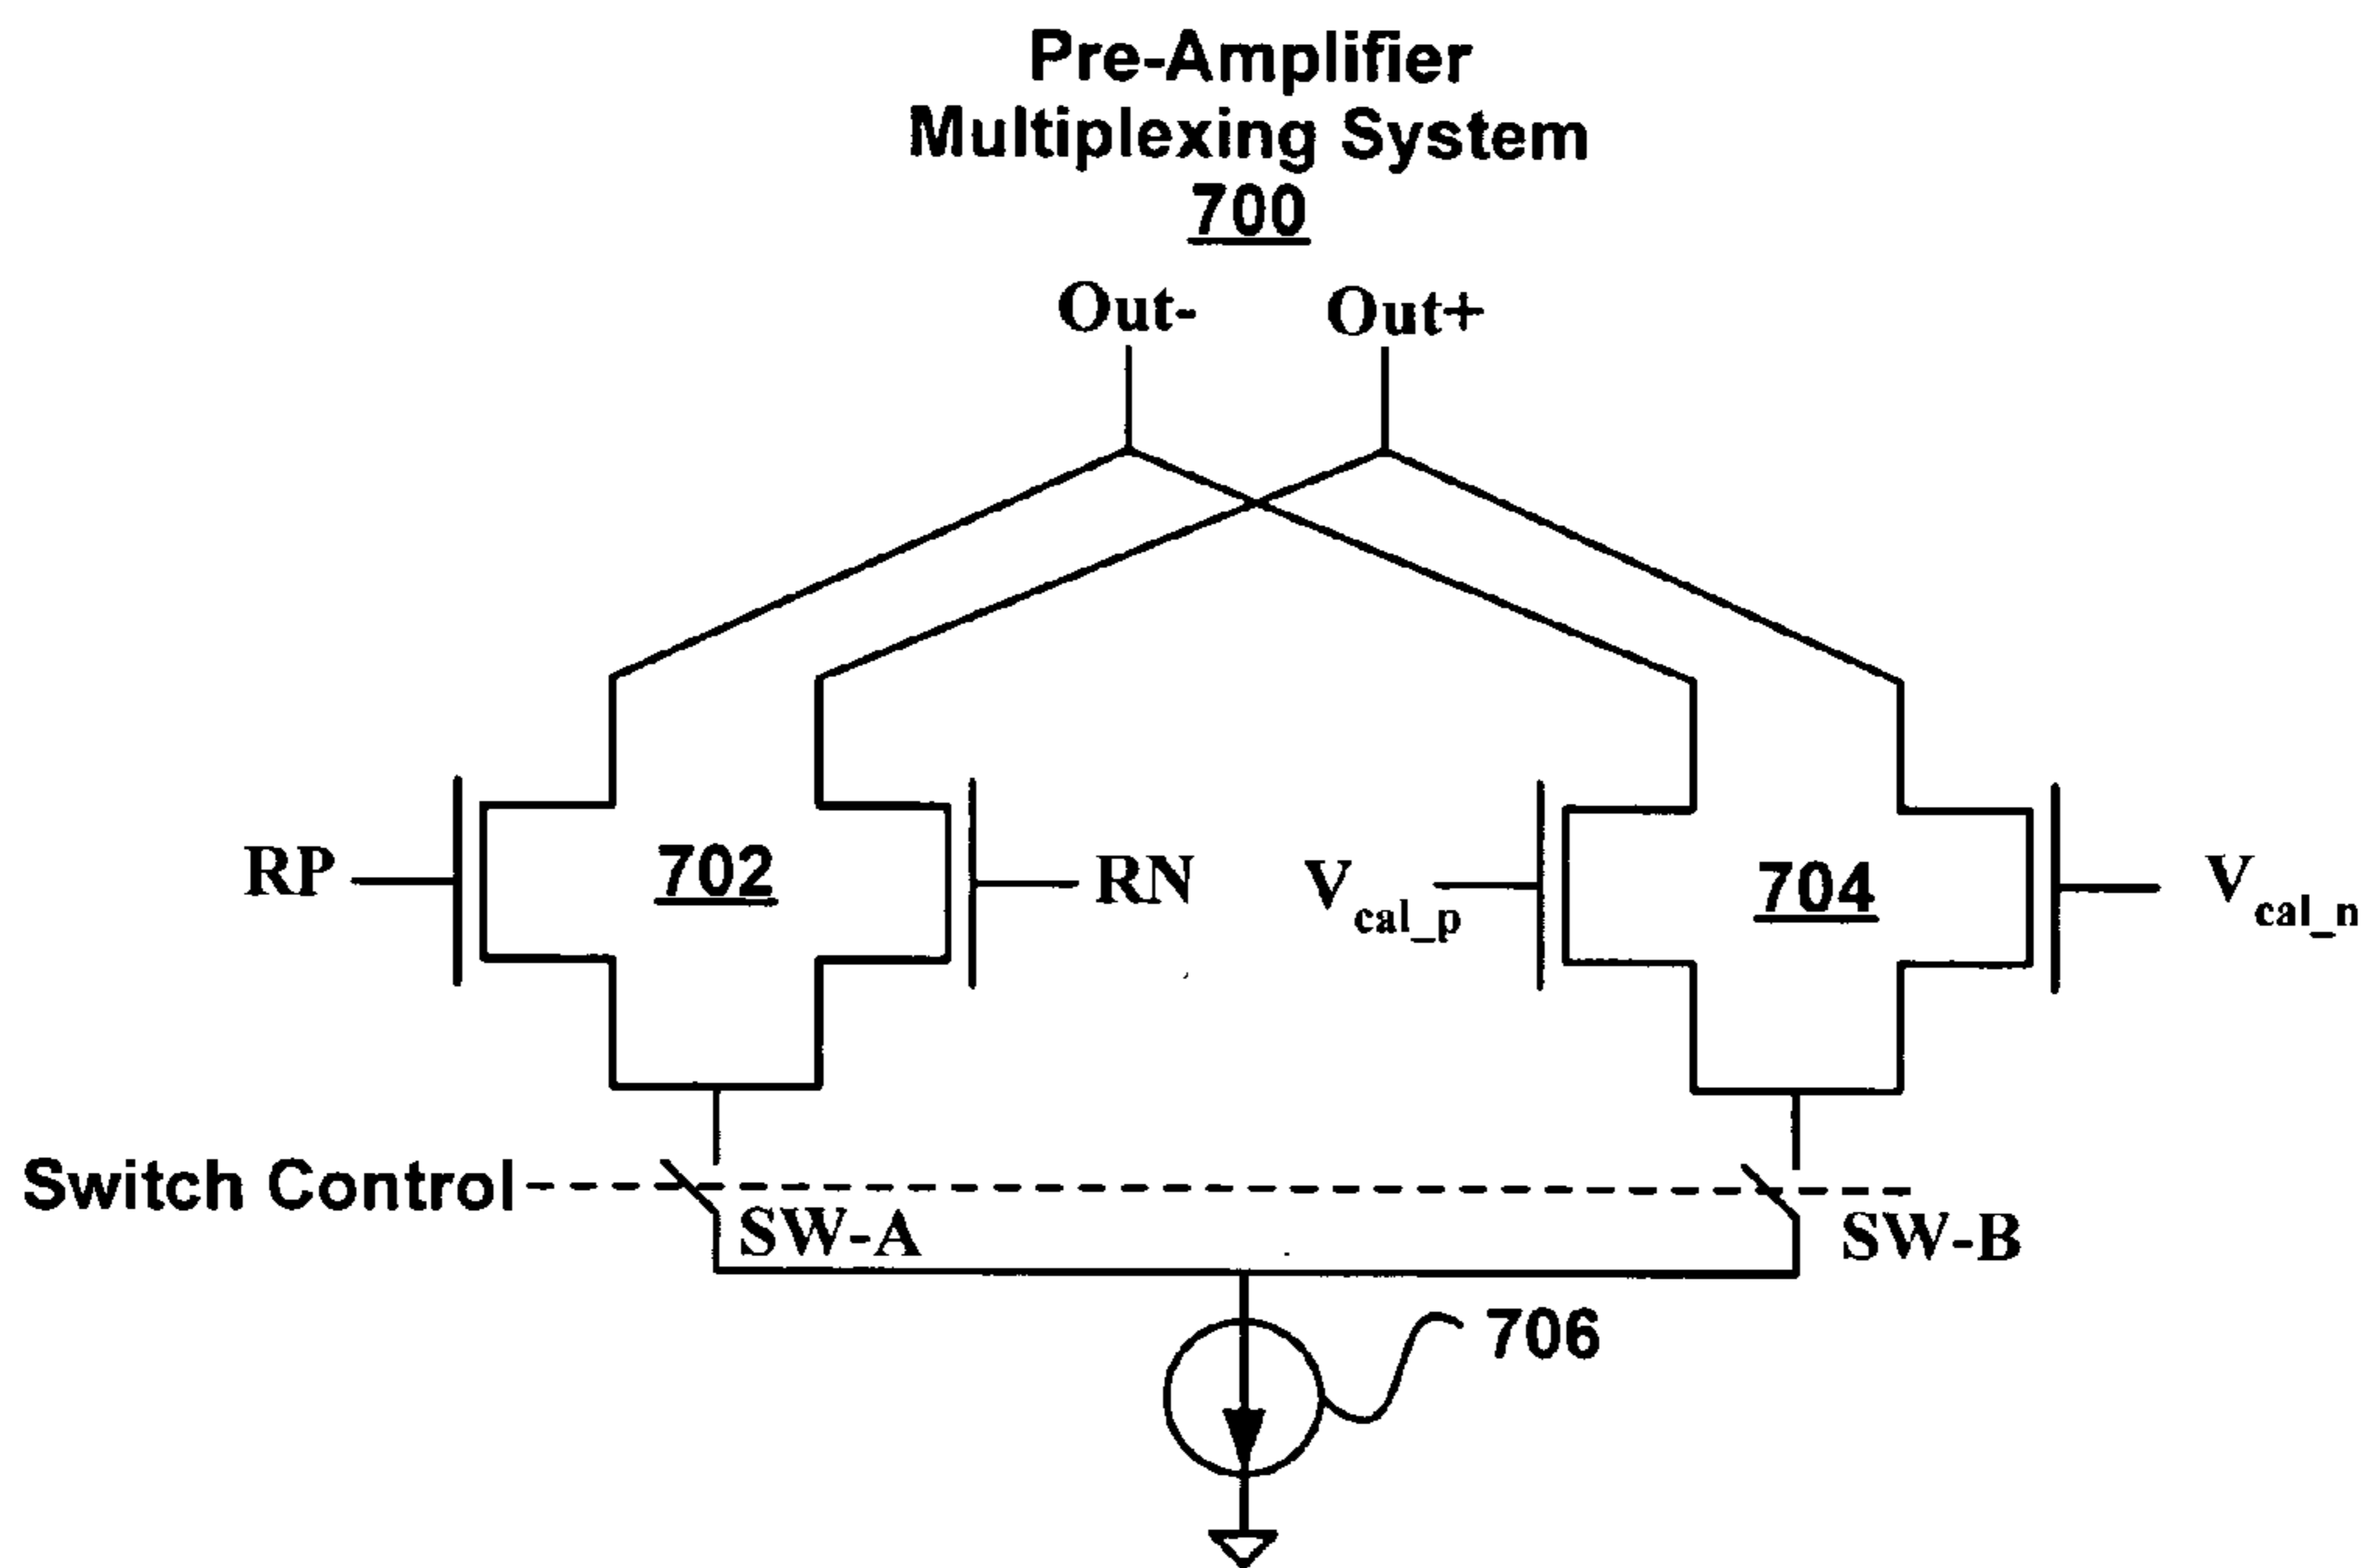 Pre-Amplifier
Multiplexing System
700
Out-
Out+
RP
702
RN
Vcal_p
704
Vcal_n
Switch Control
SW-A
SW-B
706